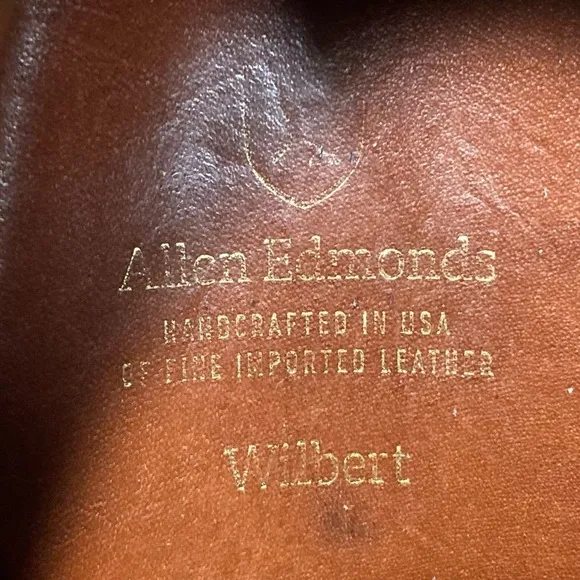 Allen Edmonds
HANDCRAFTED IN USA
OF FINE IMPORTED LEATHER
Wilbert